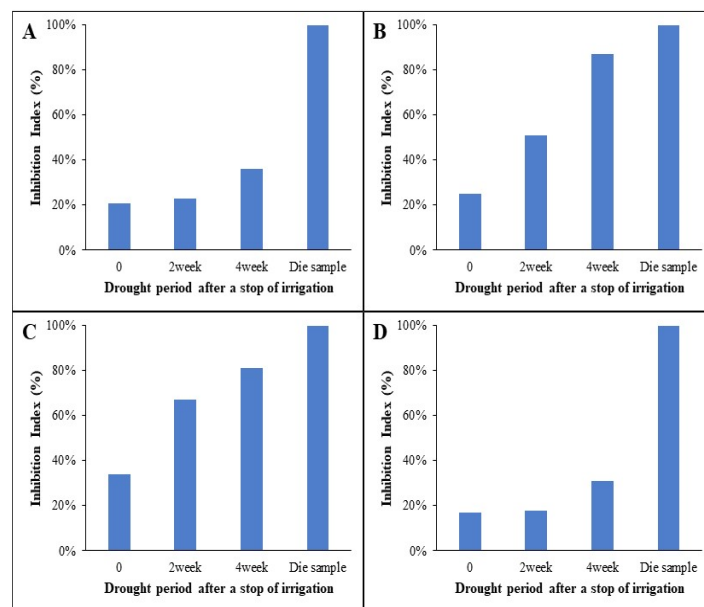 A
Inhibition Index (%)
100%
80%
60%
40%
20%
0%
0 2week 4week Die sample
Drought period after a stop of irrigation
B
Inhibition Index (%)
100%
80%
60%
40%
20%
0%
0 2week 4week Die sample
Drought period after a stop of irrigation
C
Inhibition Index (%)
100%
80%
60%
40%
20%
0%
0 2week 4week Die sample
Drought period after a stop of irrigation
D
Inhibition Index (%)
100%
80%
60%
40%
20%
0%
0 2week 4week Die sample
Drought period after a stop of irrigation